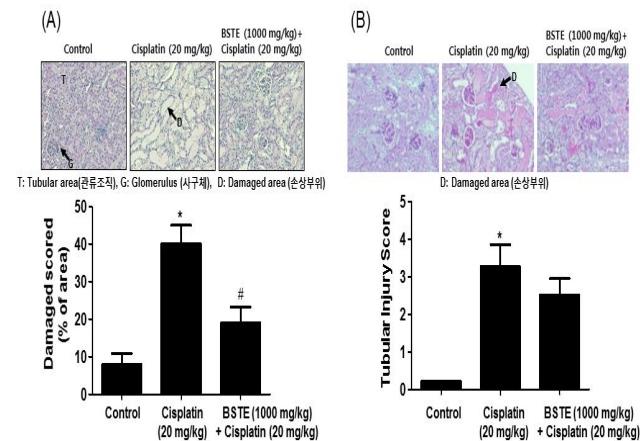 (A)
Control
Cisplatin (20 mg/kg)
BSTE (1000 mg/kg)+
Cisplatin (20 mg/kg)
T
G
D
T: Tubular area(관류조직), G: Glomerulus (사구체), D: Damaged area (손상부위)
Damaged scored
(% of area)
50
40
30
20
10
0
*
#
Control
Cisplatin
(20 mg/kg)
BSTE (1000 mg/kg)
+ Cisplatin (20 mg/kg)
(B)
Control
Cisplatin (20 mg/kg)
BSTE (1000 mg/kg)+
Cisplatin (20 mg/kg)
D
D: Damaged area (손상부위)
Tubular Injury Score
5
4
3
2
1
0
*
Control
Cisplatin
(20 mg/kg)
BSTE (1000 mg/kg)
+ Cisplatin (20 mg/kg)